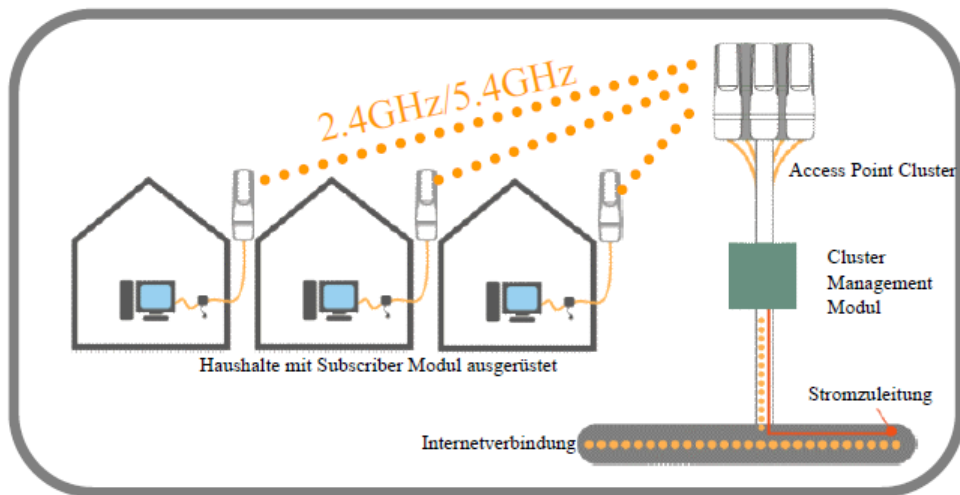 2.4GHz/5.4GHz
Access Point Cluster
Cluster
Management
Modul
Haushalte mit Subscriber Modul ausgerüstet
Stromzuleitung
Internetverbindung